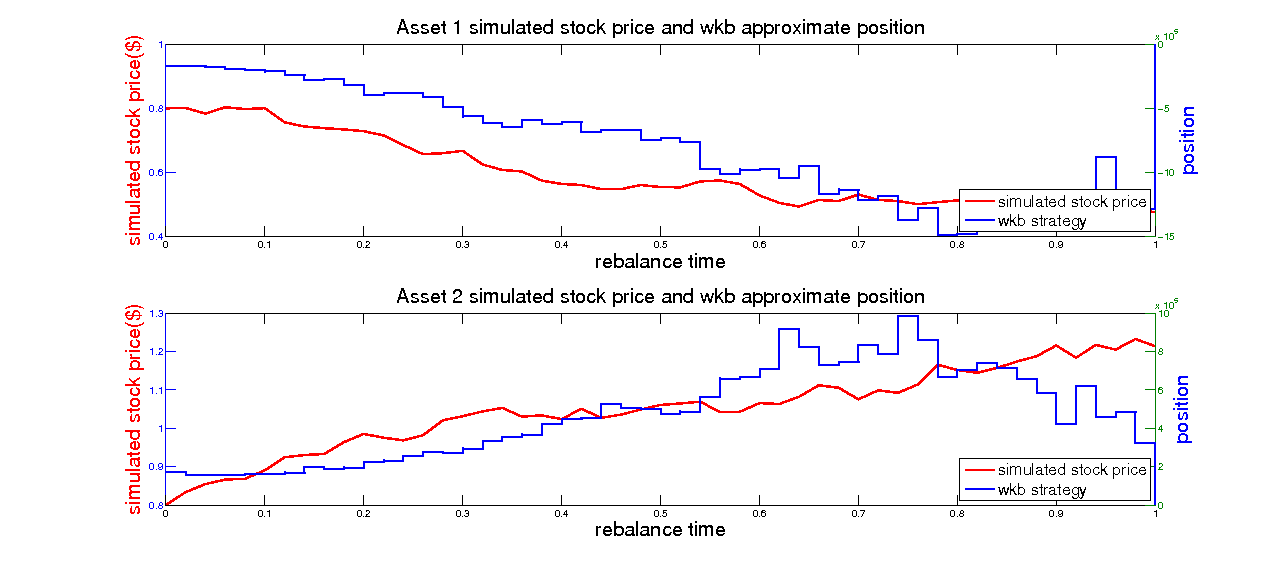 Asset 1 simulated stock price and wkb approximate position
x 10^5
1
0.8
0.6
0.4
simulated stock price($)
0
-5
-10
-15
position
simulated stock price
wkb strategy
0 0.1 0.2 0.3 0.4 0.5 0.6 0.7 0.8 0.9 1
rebalance time
Asset 2 simulated stock price and wkb approximate position
x 10^5
1.3
1.2
1.1
1
0.9
0.8
simulated stock price($)
10
8
6
4
2
0
position
simulated stock price
wkb strategy
0 0.1 0.2 0.3 0.4 0.5 0.6 0.7 0.8 0.9 1
rebalance time